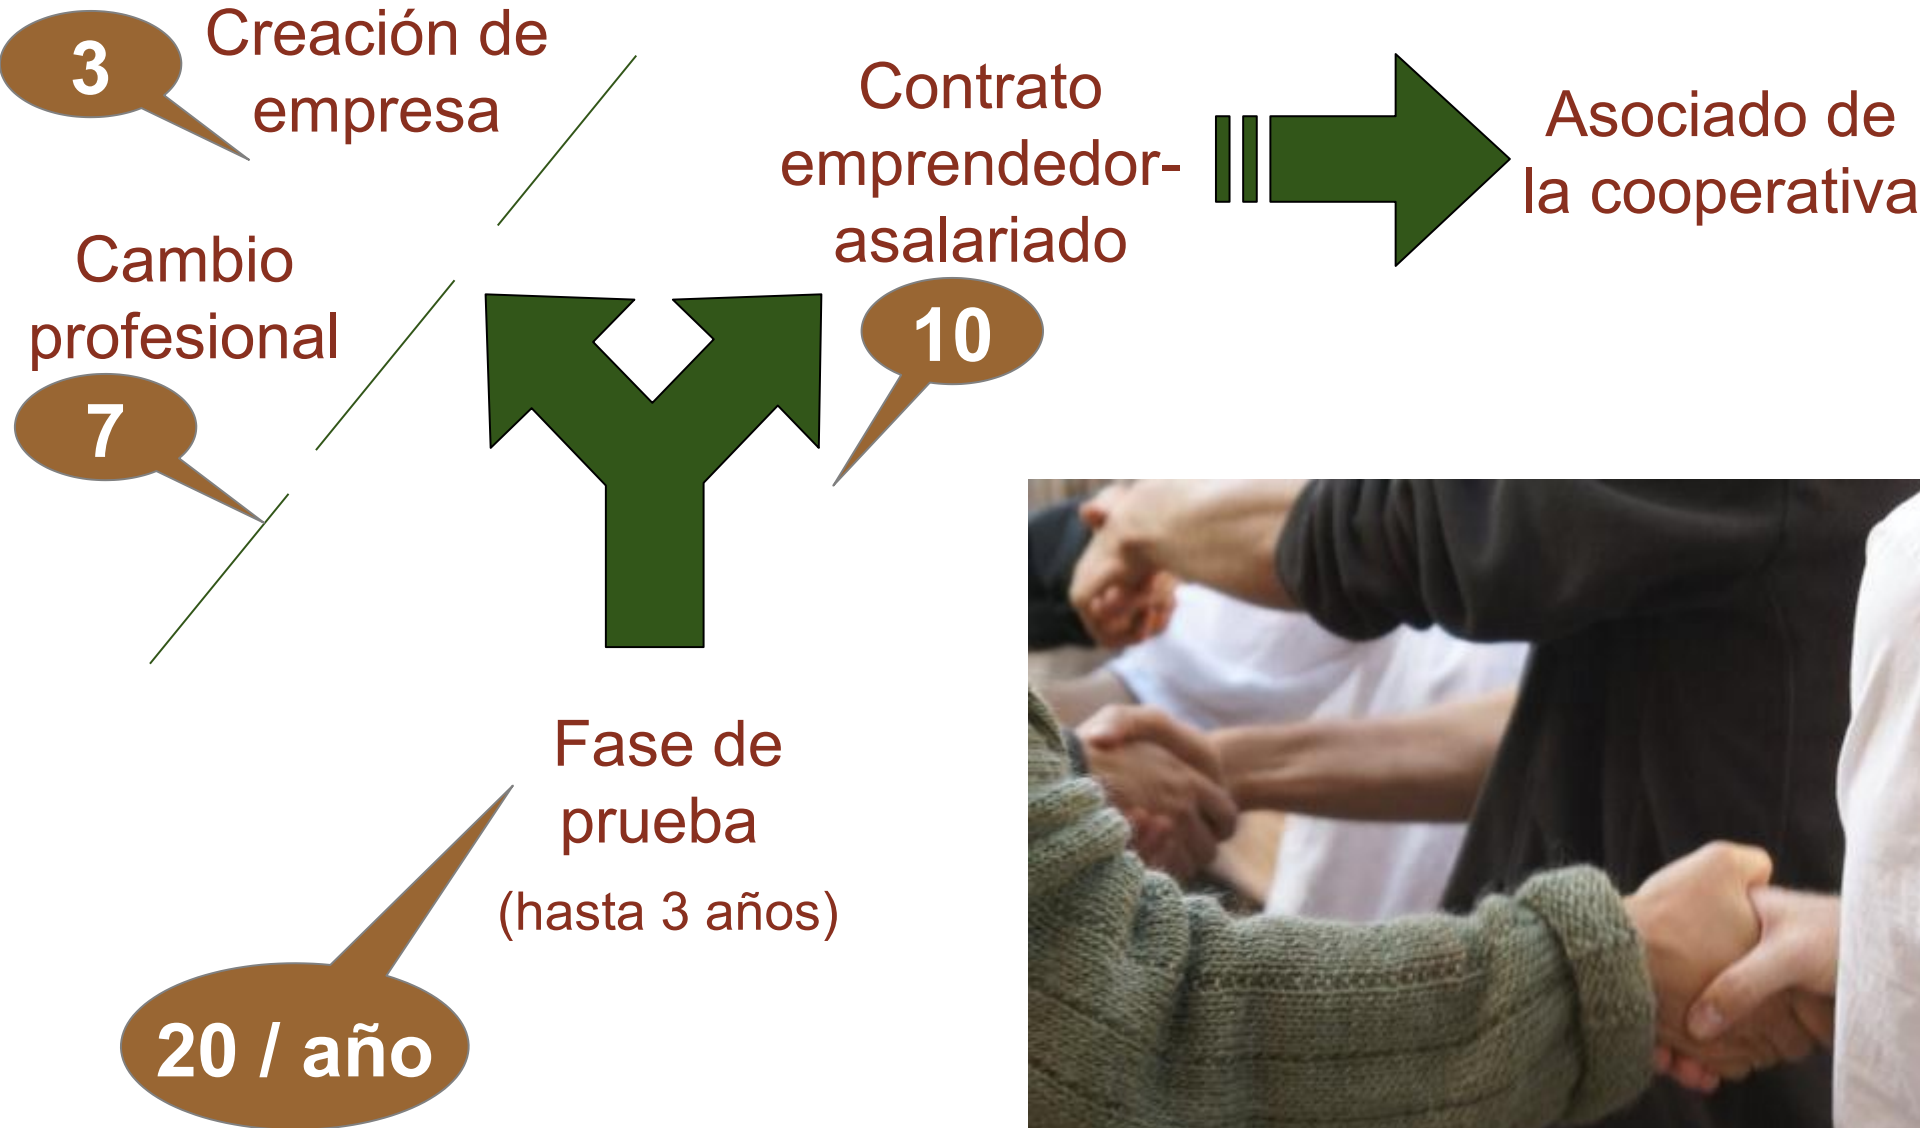 3
Creación de
empresa
Contrato
emprendedor-
asalariado
Asociado de
la cooperativa
Cambio
profesional
7
10
Fase de
prueba
(hasta 3 años)
20 / año